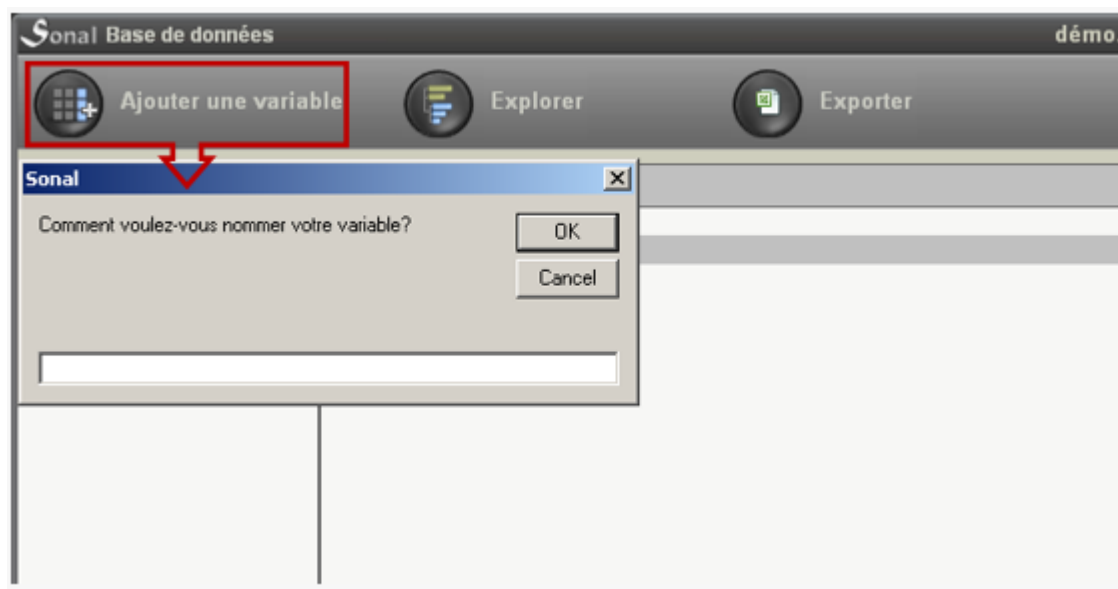 Sonal Base de données démo.
Ajouter une variable Explorer Exporter
Sonal
Comment voulez-vous nommer votre variable?
OK
Cancel